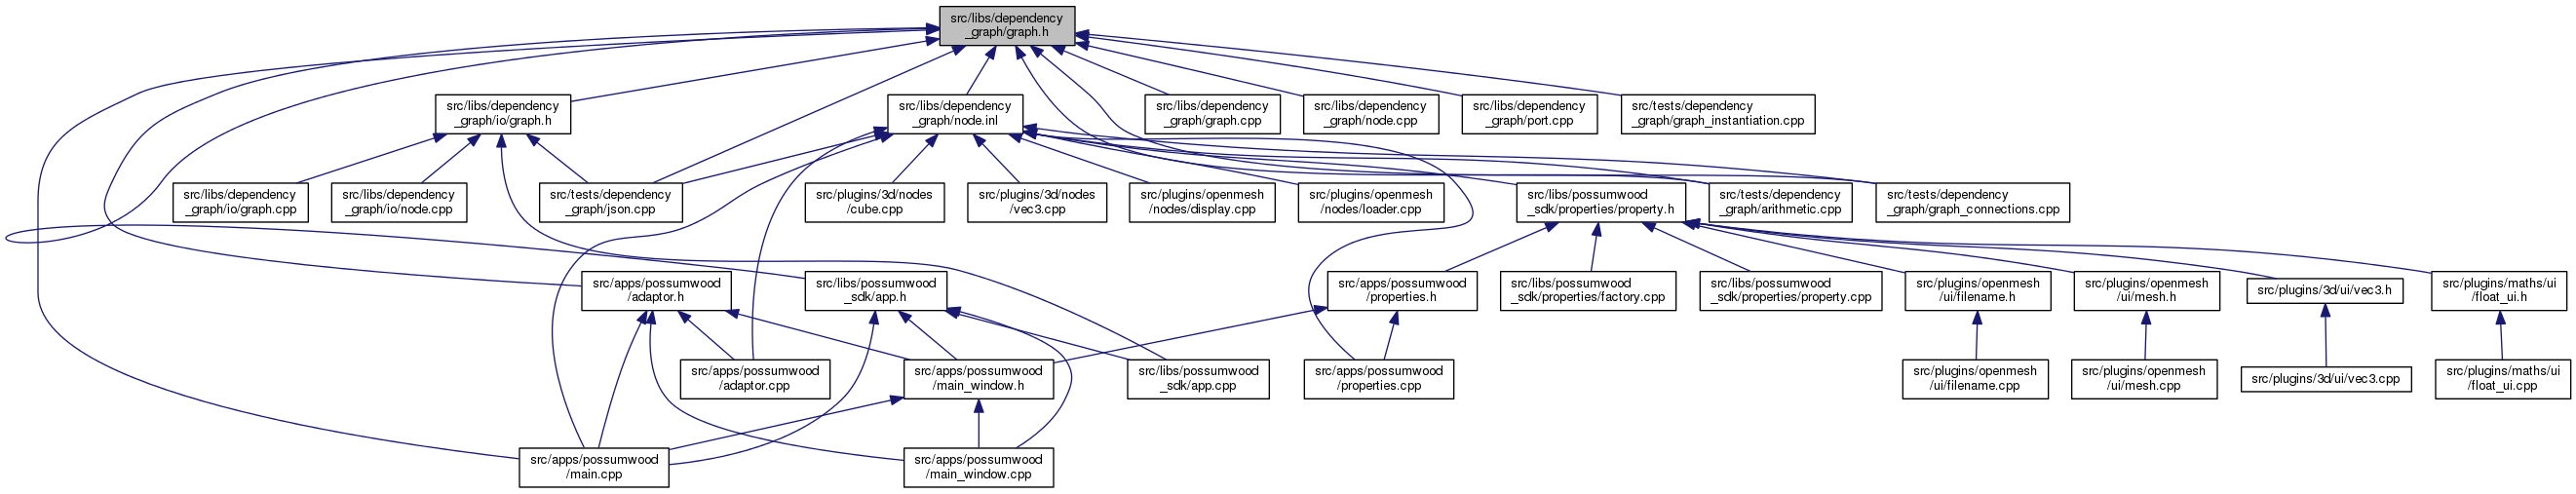 src/libs/dependency
_graph/graph.h
src/libs/dependency
_graph/io/graph.h
src/libs/dependency
_graph/node.inl
src/libs/dependency
_graph/graph.cpp
src/libs/dependency
_graph/node.cpp
src/libs/dependency
_graph/port.cpp
src/tests/dependency
_graph/graph_instantiation.cpp
src/libs/dependency
_graph/io/graph.cpp
src/libs/dependency
_graph/io/node.cpp
src/tests/dependency
_graph/json.cpp
src/plugins/3d/nodes
/cube.cpp
src/plugins/3d/nodes
/vec3.cpp
src/plugins/openmesh
/nodes/display.cpp
src/plugins/openmesh
/nodes/loader.cpp
src/libs/possumwood
_sdk/properties/property.h
src/tests/dependency
_graph/arithmetic.cpp
src/tests/dependency
_graph/graph_connections.cpp
src/apps/possumwood
/adaptor.h
src/libs/possumwood
_sdk/app.h
src/apps/possumwood
/properties.h
src/libs/possumwood
_sdk/properties/factory.cpp
src/libs/possumwood
_sdk/properties/property.cpp
src/plugins/openmesh
/ui/filename.h
src/plugins/openmesh
/ui/mesh.h
src/plugins/3d/ui/vec3.h
src/plugins/maths/ui
/float_ui.h
src/apps/possumwood
/adaptor.cpp
src/apps/possumwood
/main_window.h
src/libs/possumwood
_sdk/app.cpp
src/apps/possumwood
/properties.cpp
src/plugins/openmesh
/ui/filename.cpp
src/plugins/openmesh
/ui/mesh.cpp
src/plugins/3d/ui/vec3.cpp
src/plugins/maths/ui
/float_ui.cpp
src/apps/possumwood
/main.cpp
src/apps/possumwood
/main_window.cpp